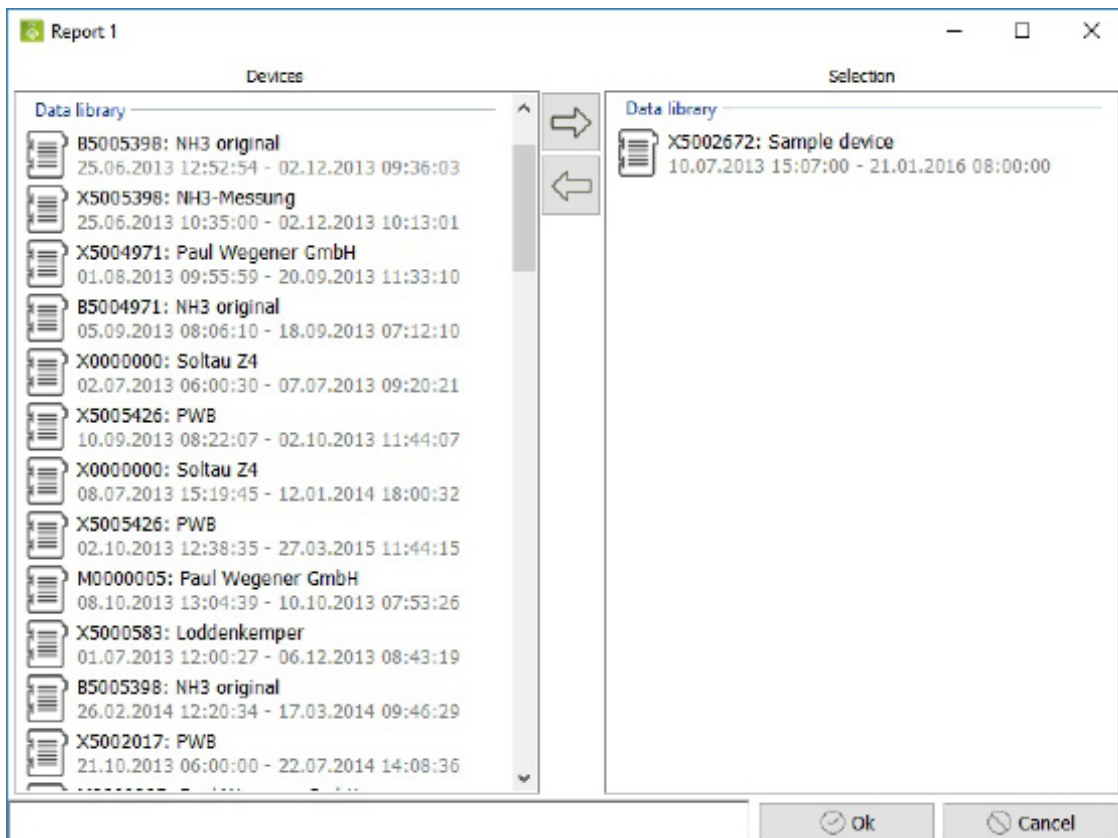 Report 1
Devices
Data library
B5005398: NH3 original
25.06.2013 12:52:54 - 02.12.2013 09:36:03
X5005398: NH3-Messung
25.06.2013 10:35:00 - 02.12.2013 10:13:01
X5004971: Paul Wegener GmbH
01.08.2013 09:55:59 - 20.09.2013 11:33:10
B5004971: NH3 original
05.09.2013 08:06:10 - 18.09.2013 07:12:10
X0000000: Soltau Z4
02.07.2013 06:00:30 - 07.07.2013 09:20:21
X5005426: PWB
10.09.2013 08:22:07 - 02.10.2013 11:44:07
X0000000: Soltau Z4
08.07.2013 15:19:45 - 12.01.2014 18:00:32
X5005426: PWB
02.10.2013 12:38:35 - 27.03.2015 11:44:15
M0000005: Paul Wegener GmbH
08.10.2013 13:04:39 - 10.10.2013 07:53:26
X5000583: Loddenkemper
01.07.2013 12:00:27 - 06.12.2013 08:43:19
B5005398: NH3 original
26.02.2014 12:20:34 - 17.03.2014 09:46:29
X5002017: PWB
21.10.2013 06:00:00 - 22.07.2014 14:08:36
Selection
Data library
X5002672: Sample device
10.07.2013 15:07:00 - 21.01.2016 08:00:00
Ok
Cancel